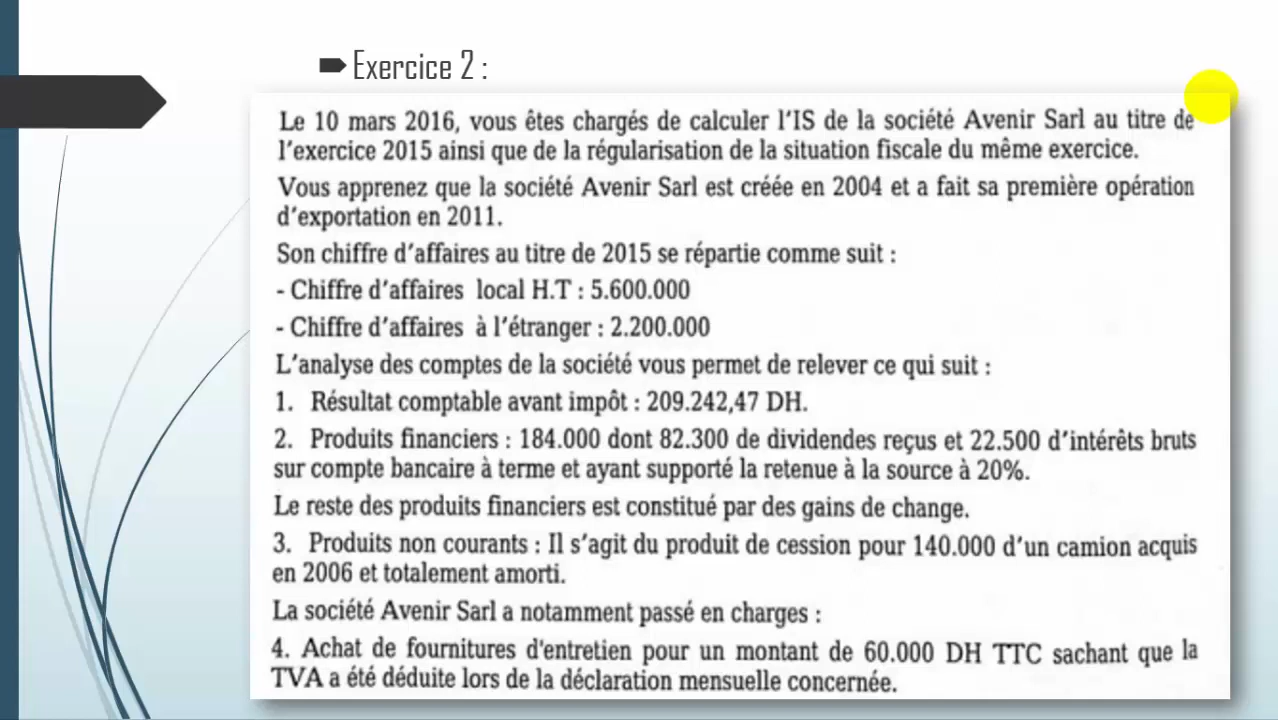 Exercice 2 :
Le 10 mars 2016, vous êtes chargés de calculer l'IS de la société Avenir Sarl au titre de
l'exercice 2015 ainsi que de la régularisation de la situation fiscale du même exercice.
Vous apprenez que la société Avenir Sarl est créée en 2004 et a fait sa première opération
d'exportation en 2011.
Son chiffre d'affaires au titre de 2015 se répartie comme suit :
- Chiffre d'affaires local H.T : 5.600.000
- Chiffre d'affaires à l'étranger : 2.200.000
L'analyse des comptes de la société vous permet de relever ce qui suit :
1. Résultat comptable avant impôt : 209.242,47 DH.
2. Produits financiers : 184.000 dont 82.300 de dividendes reçus et 22.500 d'intérêts bruts
sur compte bancaire à terme et ayant supporté la retenue à la source à 20%.
Le reste des produits financiers est constitué par des gains de change.
3. Produits non courants : Il s'agit du produit de cession pour 140.000 d'un camion acquis
en 2006 et totalement amorti.
La société Avenir Sarl a notamment passé en charges :
4. Achat de fournitures d'entretien pour un montant de 60.000 DH TTC sachant que la
TVA a été déduite lors de la déclaration mensuelle concernée.